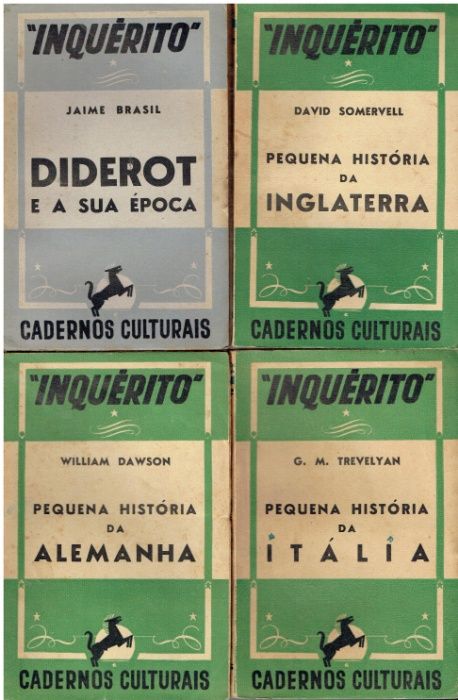 "INQUÉRITO"
JAIME BRASIL
DIDEROT
E A SUA ÉPOCA
CADERNOS CULTURAIS
"INQUÉRITO"
DAVID SOMERVELL
PEQUENA HISTÓRIA
DA
INGLATERRA
CADERNOS CULTURAIS
"INQUÉRITO"
WILLIAM DAWSON
PEQUENA HISTÓRIA
DA
ALEMANHA
CADERNOS CULTURAIS
"INQUÉRITO"
G. M. TREVELYAN
PEQUENA HISTÓRIA
DA
ITÁLIA
CADERNOS CULTURAIS